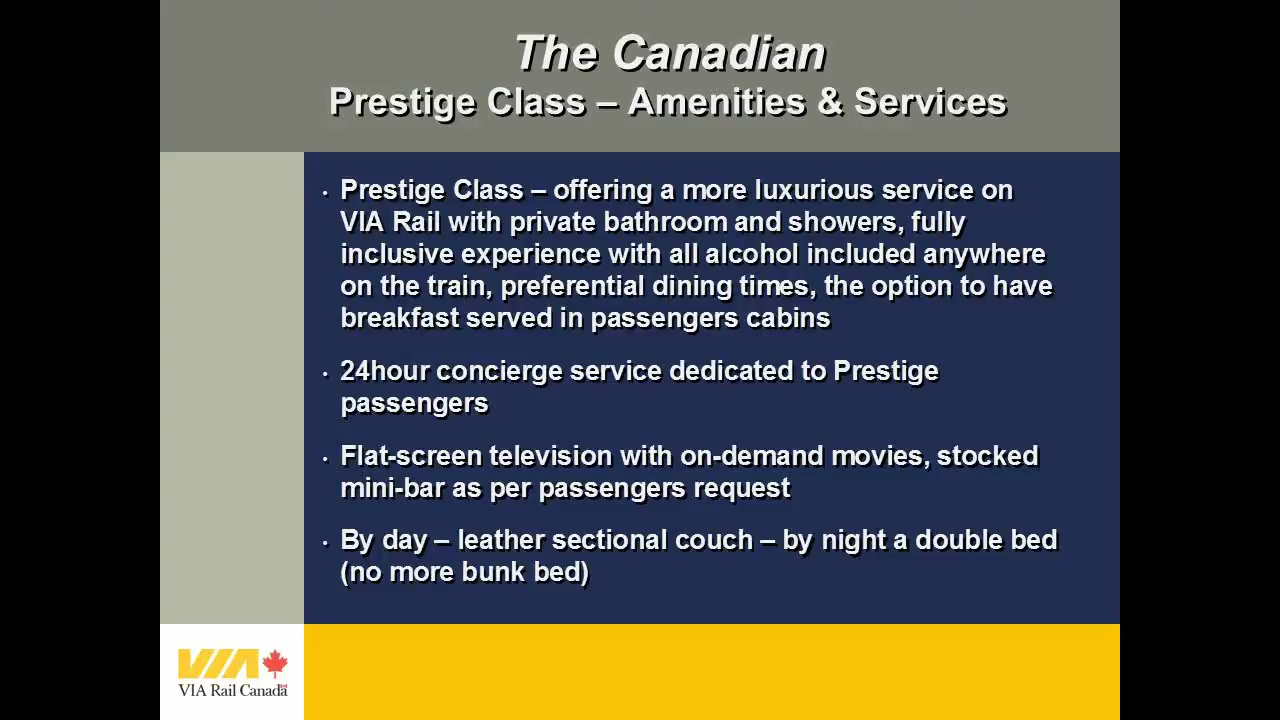 The Canadian
Prestige Class – Amenities & Services
• Prestige Class – offering a more luxurious service on
VIA Rail with private bathroom and showers, fully
inclusive experience with all alcohol included anywhere
on the train, preferential dining times, the option to have
breakfast served in passengers cabins
• 24hour concierge service dedicated to Prestige
passengers
• Flat-screen television with on-demand movies, stocked
mini-bar as per passengers request
• By day – leather sectional couch – by night a double bed
(no more bunk bed)
VIA
VIA Rail Canada